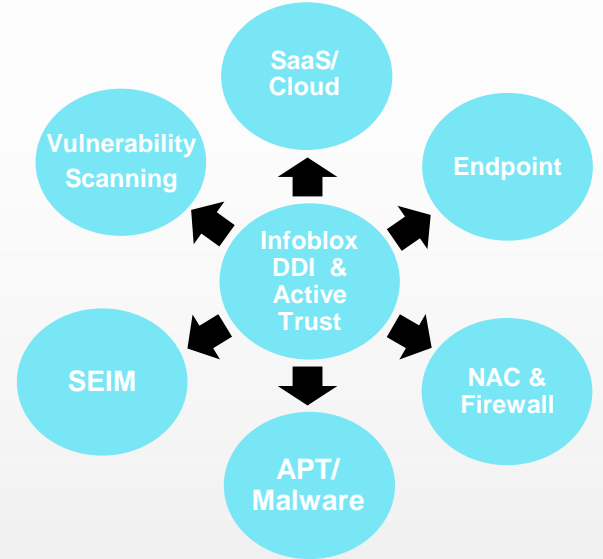 SaaS/
Cloud
Vulnerability
Scanning
Endpoint
Infoblox
DDI &
Active
Trust
SEIM
NAC &
Firewall
APT/
Malware